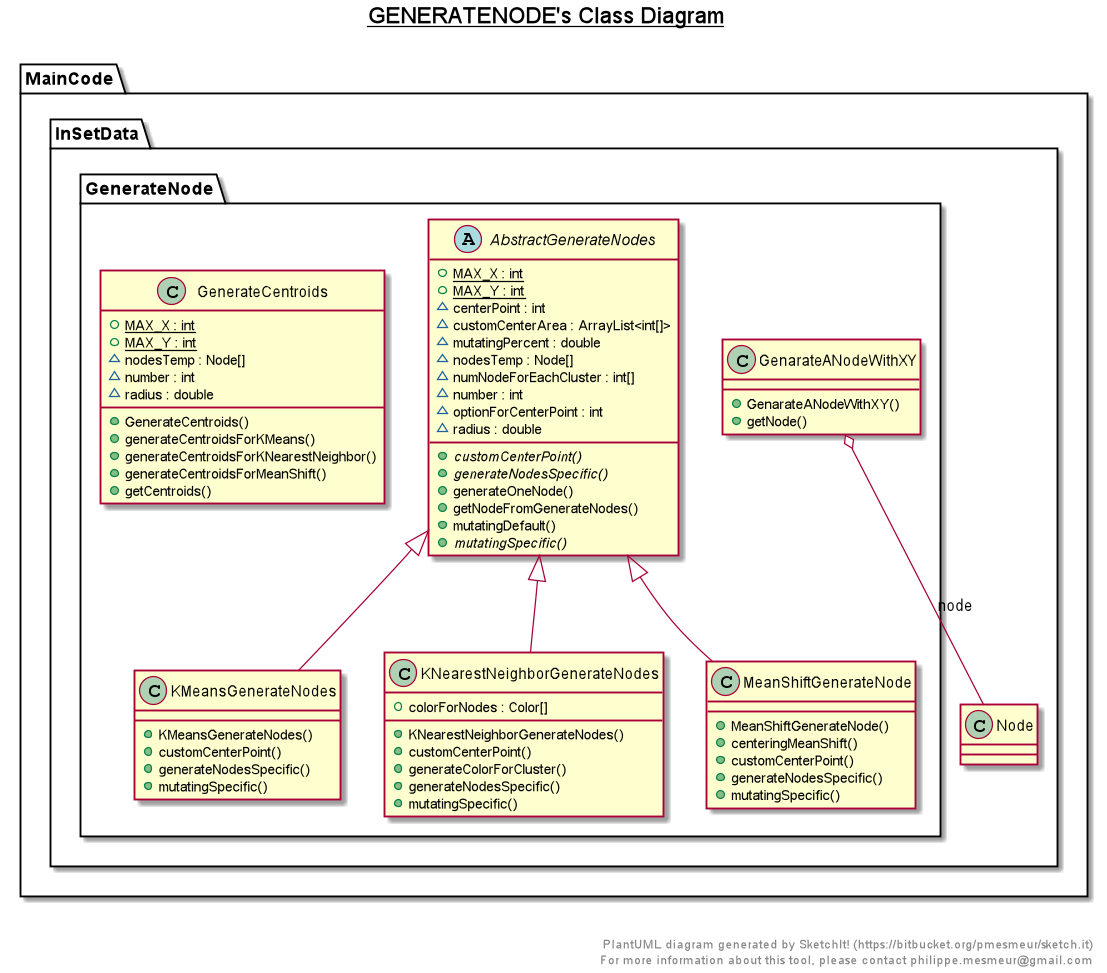 GENERATENODE's Class Diagram
MainCode
InSetData
GenerateNode
C GenerateCentroids
MAX_X : int
MAX_Y : int
nodesTemp : Node[]
number : int
radius : double
GenerateCentroids()
generateCentroidsForKMeans()
generateCentroidsForKNearestNeighbor()
generateCentroidsForMeanShift()
getCentroids()
A AbstractGenerateNodes
MAX_X : int
MAX_Y : int
centerPoint : int
customCenterArea : ArrayList<int[]>
mutatingPercent : double
nodesTemp : Node[]
numNodeForEachCluster : int[]
number : int
optionForCenterPoint : int
radius : double
customCenterPoint()
generateNodesSpecific()
generateOneNode()
getNodeFromGenerateNodes()
mutatingDefault()
mutatingSpecific()
C GenarateANodeWithXY
GenarateANodeWithXY()
getNode()
node
C KMeansGenerateNodes
KMeansGenerateNodes()
customCenterPoint()
generateNodesSpecific()
mutatingSpecific()
C KNearestNeighborGenerateNodes
colorForNodes : Color[]
KNearestNeighborGenerateNodes()
customCenterPoint()
generateColorForCluster()
generateNodesSpecific()
mutatingSpecific()
C MeanShiftGenerateNode
MeanShiftGenerateNode()
centeringMeanShift()
customCenterPoint()
generateNodesSpecific()
mutatingSpecific()
C Node
PlantUML diagram generated by SketchIt! (https://bitbucket.org/pmesmeur/sketch.it)
For more information about this tool, please contact philippe.mesmeur@gmail.com